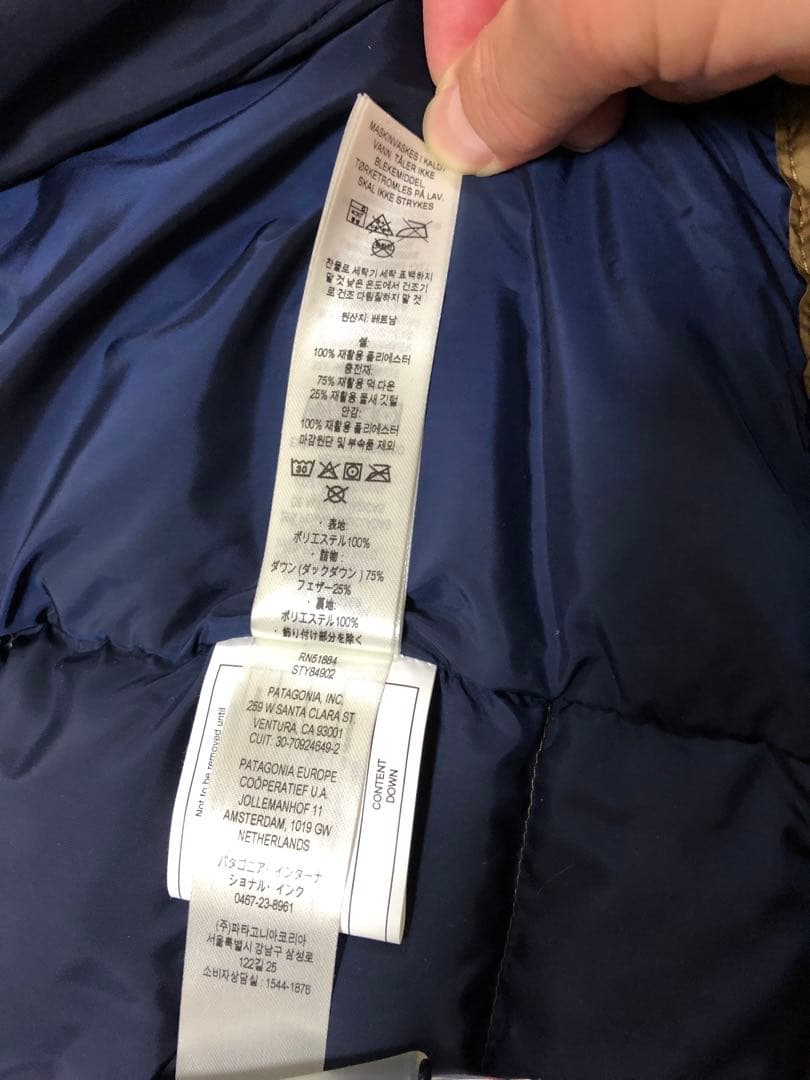 MASKINVASKES I KALDT
VANN. TÅLER IKKE
BLEKEMIDDEL.
TØRKETROMLES PÅ LAV.
SKAL IKKE STRYKES
찬물로 세탁기 세탁 표백하지
말 것 낮은 온도에서 건조기
로 건조 다림질하지 말 것
원산지: 베트남
쉘:
100% 재활용 폴리에스터
충전재:
75% 재활용 덕 다운
25% 재활용 물새 깃털
안감:
100% 재활용 폴리에스터
마감원단 및 부속품 제외
30
・表地:
ポリエステル100%
・詰物:
ダウン(ダックダウン)75%
フェザー25%
・裏地:
ポリエステル100%
・飾り付け部分を除く
RN51884
STY84902
PATAGONIA, INC
259 W SANTA CLARA ST
VENTURA, CA 93001
CUIT: 30-70924649-2
PATAGONIA EUROPE
COÖPERATIEF U.A.
JOLLEMANHOF 11
AMSTERDAM, 1019 GW
NETHERLANDS
パタゴニア・インターナ
ショナル・インク
0467-23-8961
(주)파타고니아코리아
서울특별시 강남구 삼성로
122길 25
소비자상담실 : 1544-1876
Not to be removed until
CONTENT
DOWN